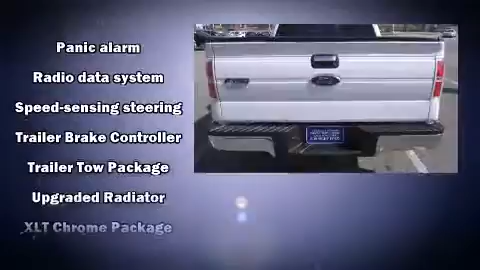 Panic alarm
Radio data system
Speed-sensing steering
Trailer Brake Controller
Trailer Tow Package
Upgraded Radiator
XLT Chrome Package